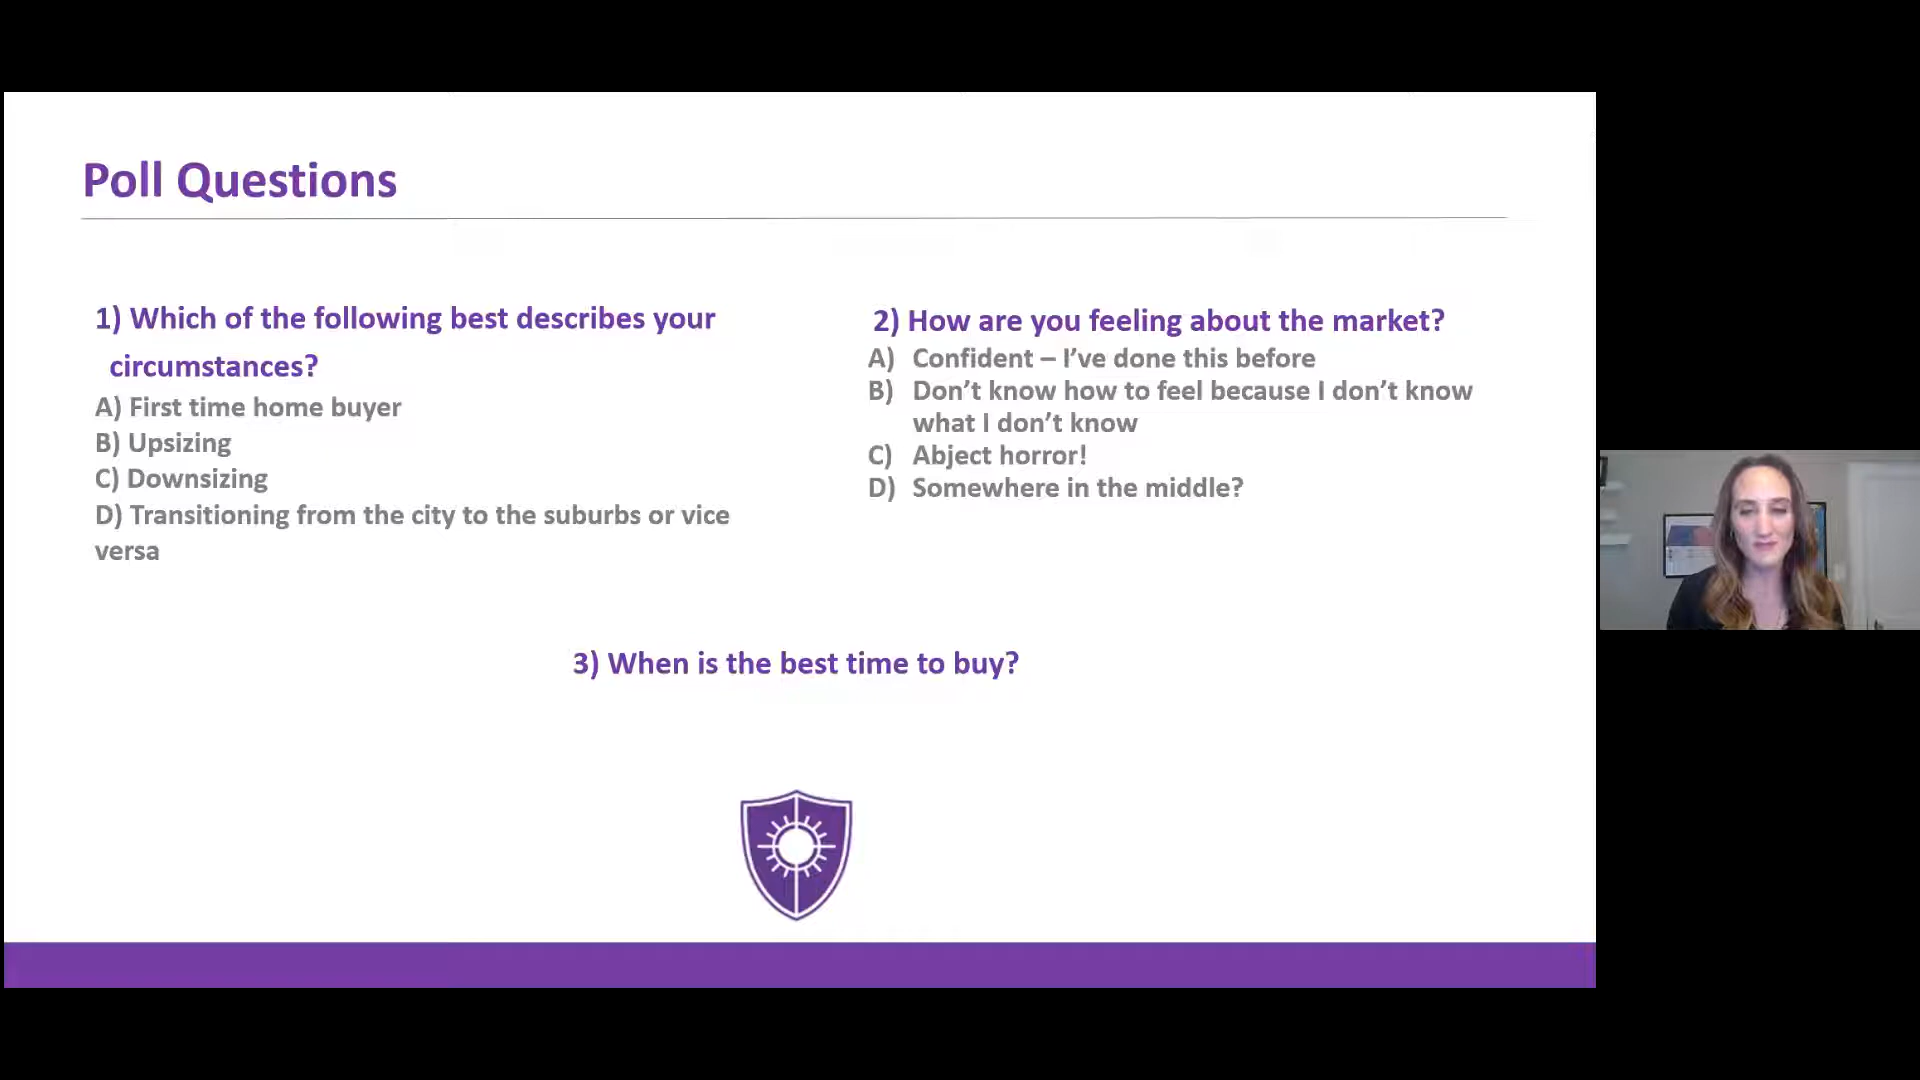 Poll Questions
1) Which of the following best describes your
circumstances?
A) First time home buyer
B) Upsizing
C) Downsizing
D) Transitioning from the city to the suburbs or vice
versa
2) How are you feeling about the market?
A) Confident – I’ve done this before
B) Don’t know how to feel because I don’t know
what I don’t know
C) Abject horror!
D) Somewhere in the middle?
3) When is the best time to buy?